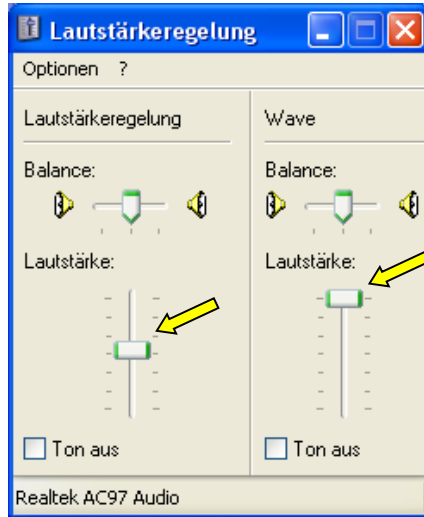 Lautstärkeregelung
Optionen ?
Lautstärkeregelung
Balance:
Lautstärke:
Ton aus
Wave
Balance:
Lautstärke:
Ton aus
Realtek AC97 Audio